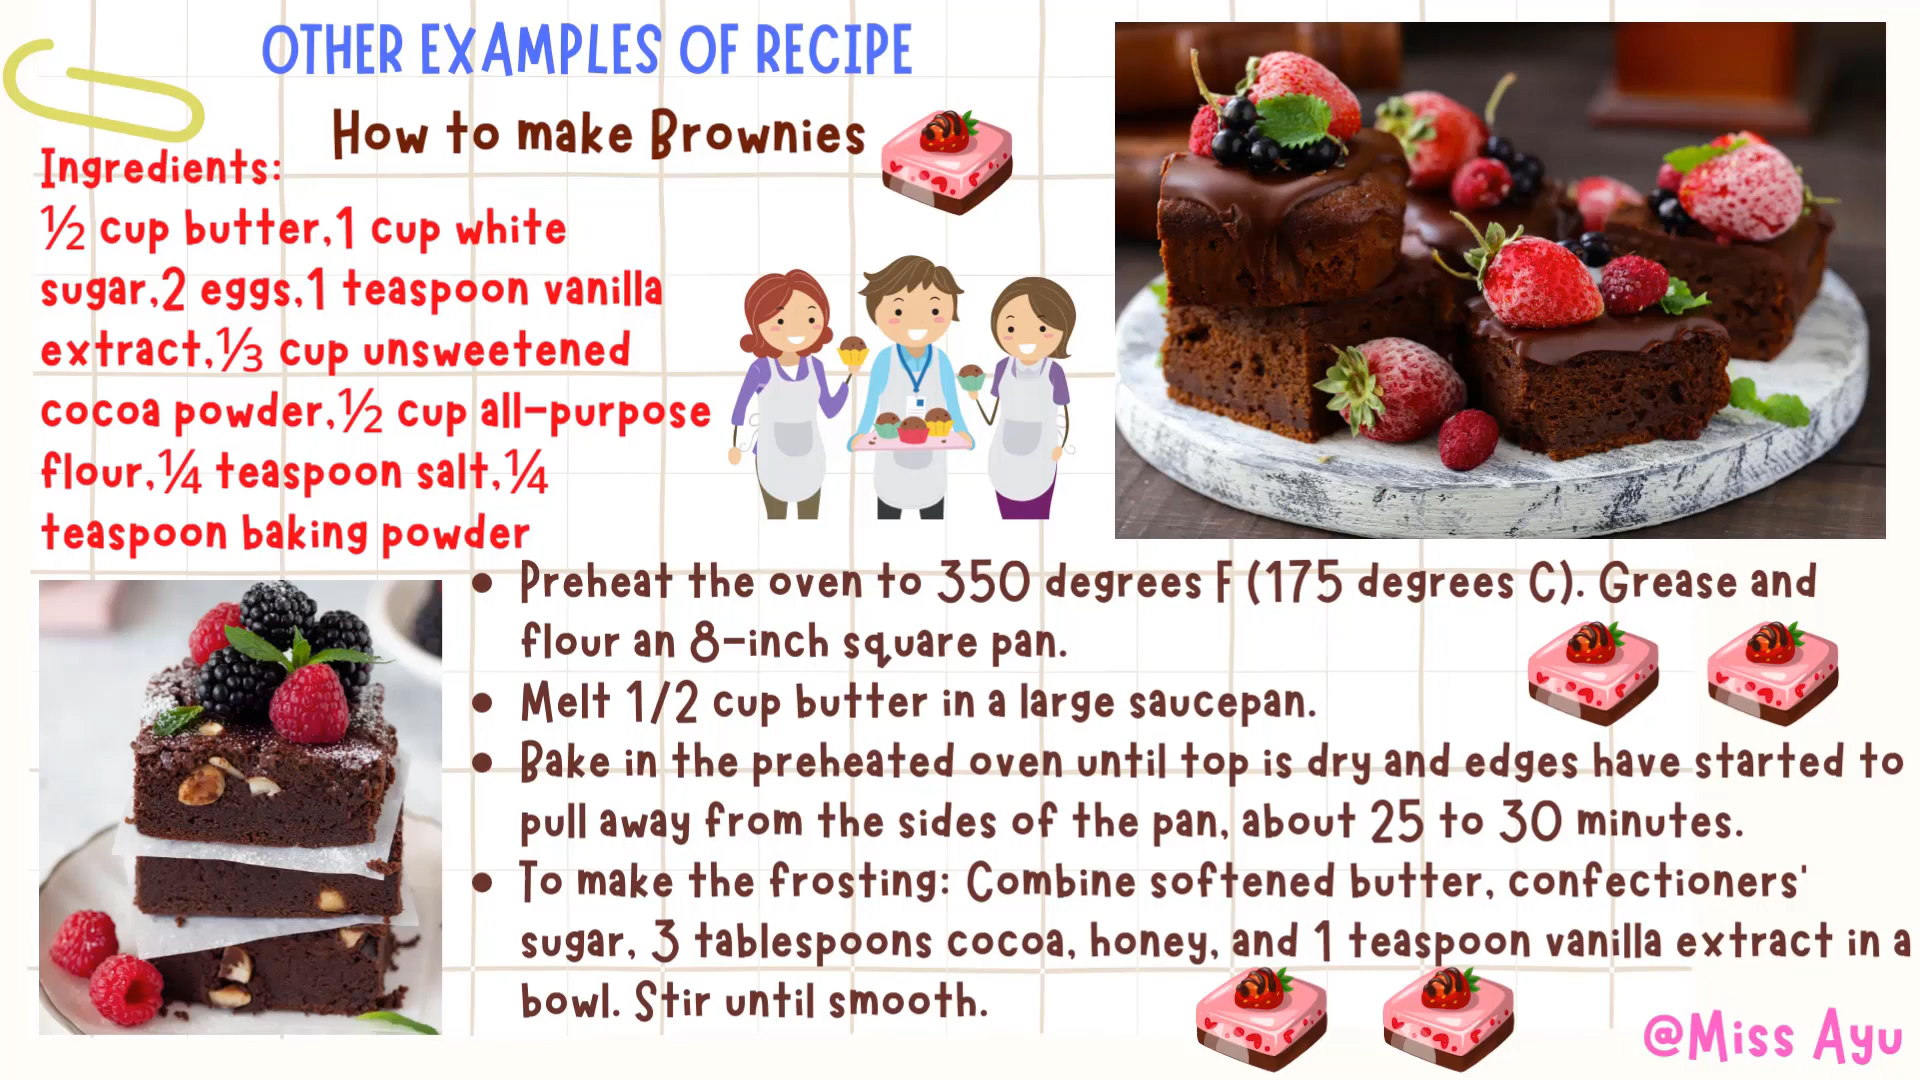 OTHER EXAMPLES OF RECIPE
How to make Brownies
Ingredients:
½ cup butter,1 cup white
sugar,2 eggs,1 teaspoon vanilla
extract,⅓ cup unsweetened
cocoa powder,½ cup all-purpose
flour,¼ teaspoon salt,¼
teaspoon baking powder
• Preheat the oven to 350 degrees F (175 degrees C). Grease and
flour an 8-inch square pan.
• Melt 1/2 cup butter in a large saucepan.
• Bake in the preheated oven until top is dry and edges have started to
pull away from the sides of the pan, about 25 to 30 minutes.
• To make the frosting: Combine softened butter, confectioners'
sugar, 3 tablespoons cocoa, honey, and 1 teaspoon vanilla extract in a
bowl. Stir until smooth.
@Miss Ayu